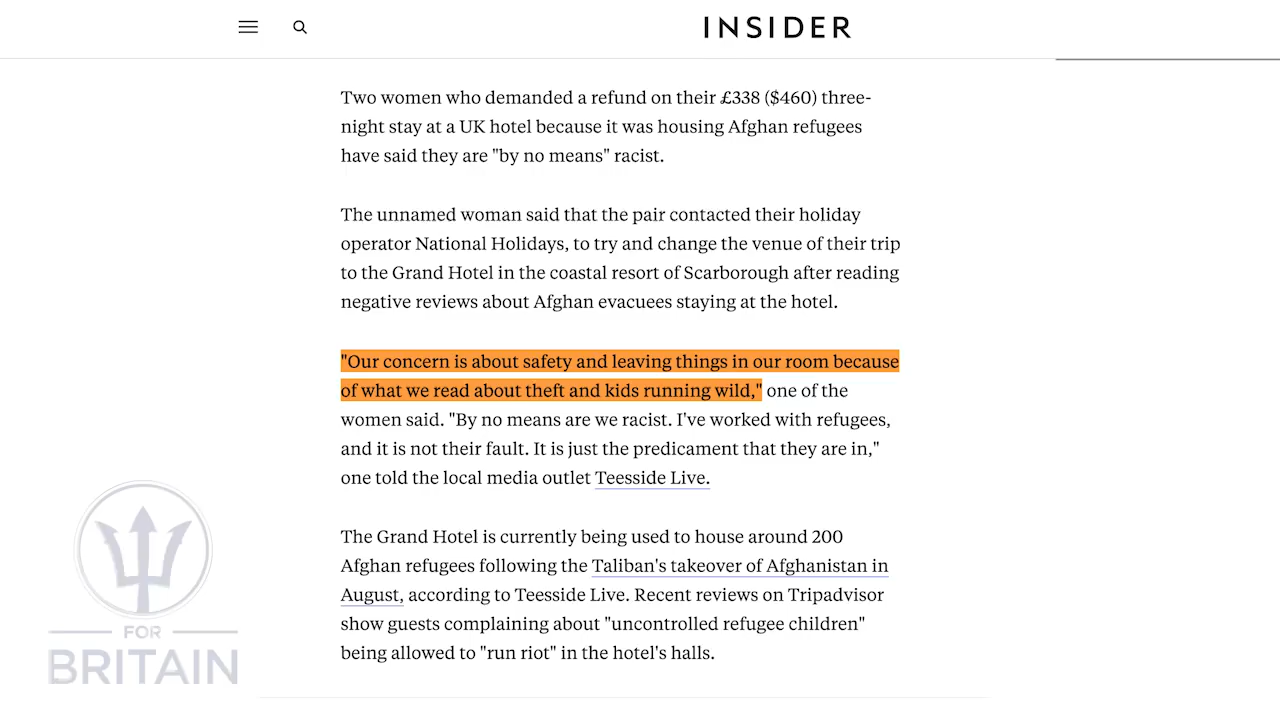 INSIDER
Two women who demanded a refund on their £338 ($460) three-
night stay at a UK hotel because it was housing Afghan refugees
have said they are "by no means" racist.
The unnamed woman said that the pair contacted their holiday
operator National Holidays, to try and change the venue of their trip
to the Grand Hotel in the coastal resort of Scarborough after reading
negative reviews about Afghan evacuees staying at the hotel.
"Our concern is about safety and leaving things in our room because
of what we read about theft and kids running wild," one of the
women said. "By no means are we racist. I've worked with refugees,
and it is not their fault. It is just the predicament that they are in,"
one told the local media outlet Teesside Live.
The Grand Hotel is currently being used to house around 200
Afghan refugees following the Taliban's takeover of Afghanistan in
August, according to Teesside Live. Recent reviews on Tripadvisor
show guests complaining about "uncontrolled refugee children"
being allowed to "run riot" in the hotel's halls.
FOR
BRITAIN